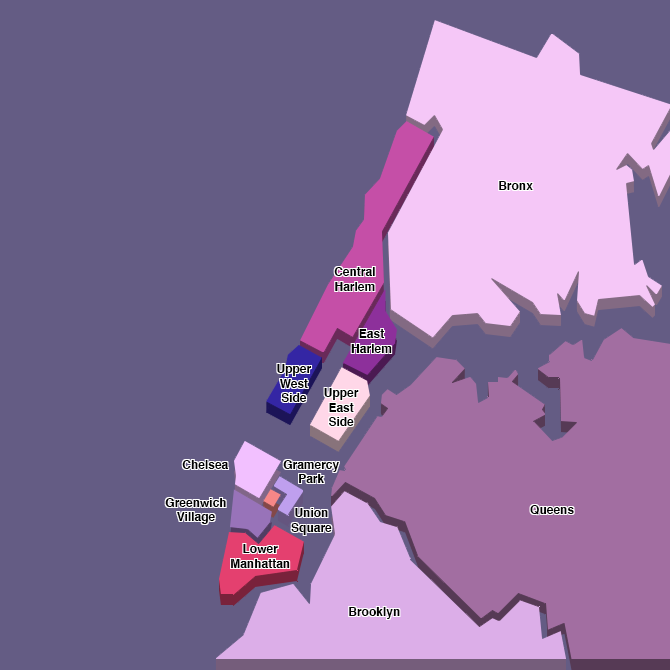 Bronx
Central
Harlem
East
Harlem
Upper
West
Side
Upper
East
Side
Chelsea
Gramercy
Park
Greenwich
Village
Union
Square
Queens
Lower
Manhattan
Brooklyn